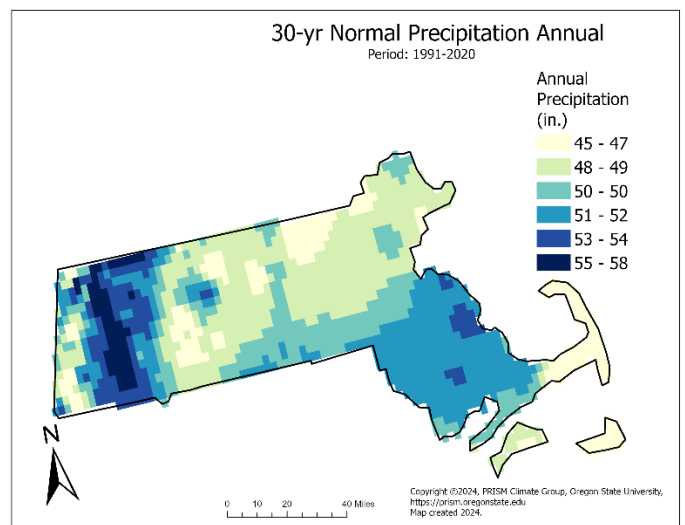 30-yr Normal Precipitation Annual
Period: 1991-2020
Annual
Precipitation
(in.)
45 - 47
48 - 49
50 - 50
51 - 52
53 - 54
55 - 58
N
0 10 20 40 Miles
Copyright ©2024, PRISM Climate Group, Oregon State University,
https://prism.oregonstate.edu
Map created 2024.